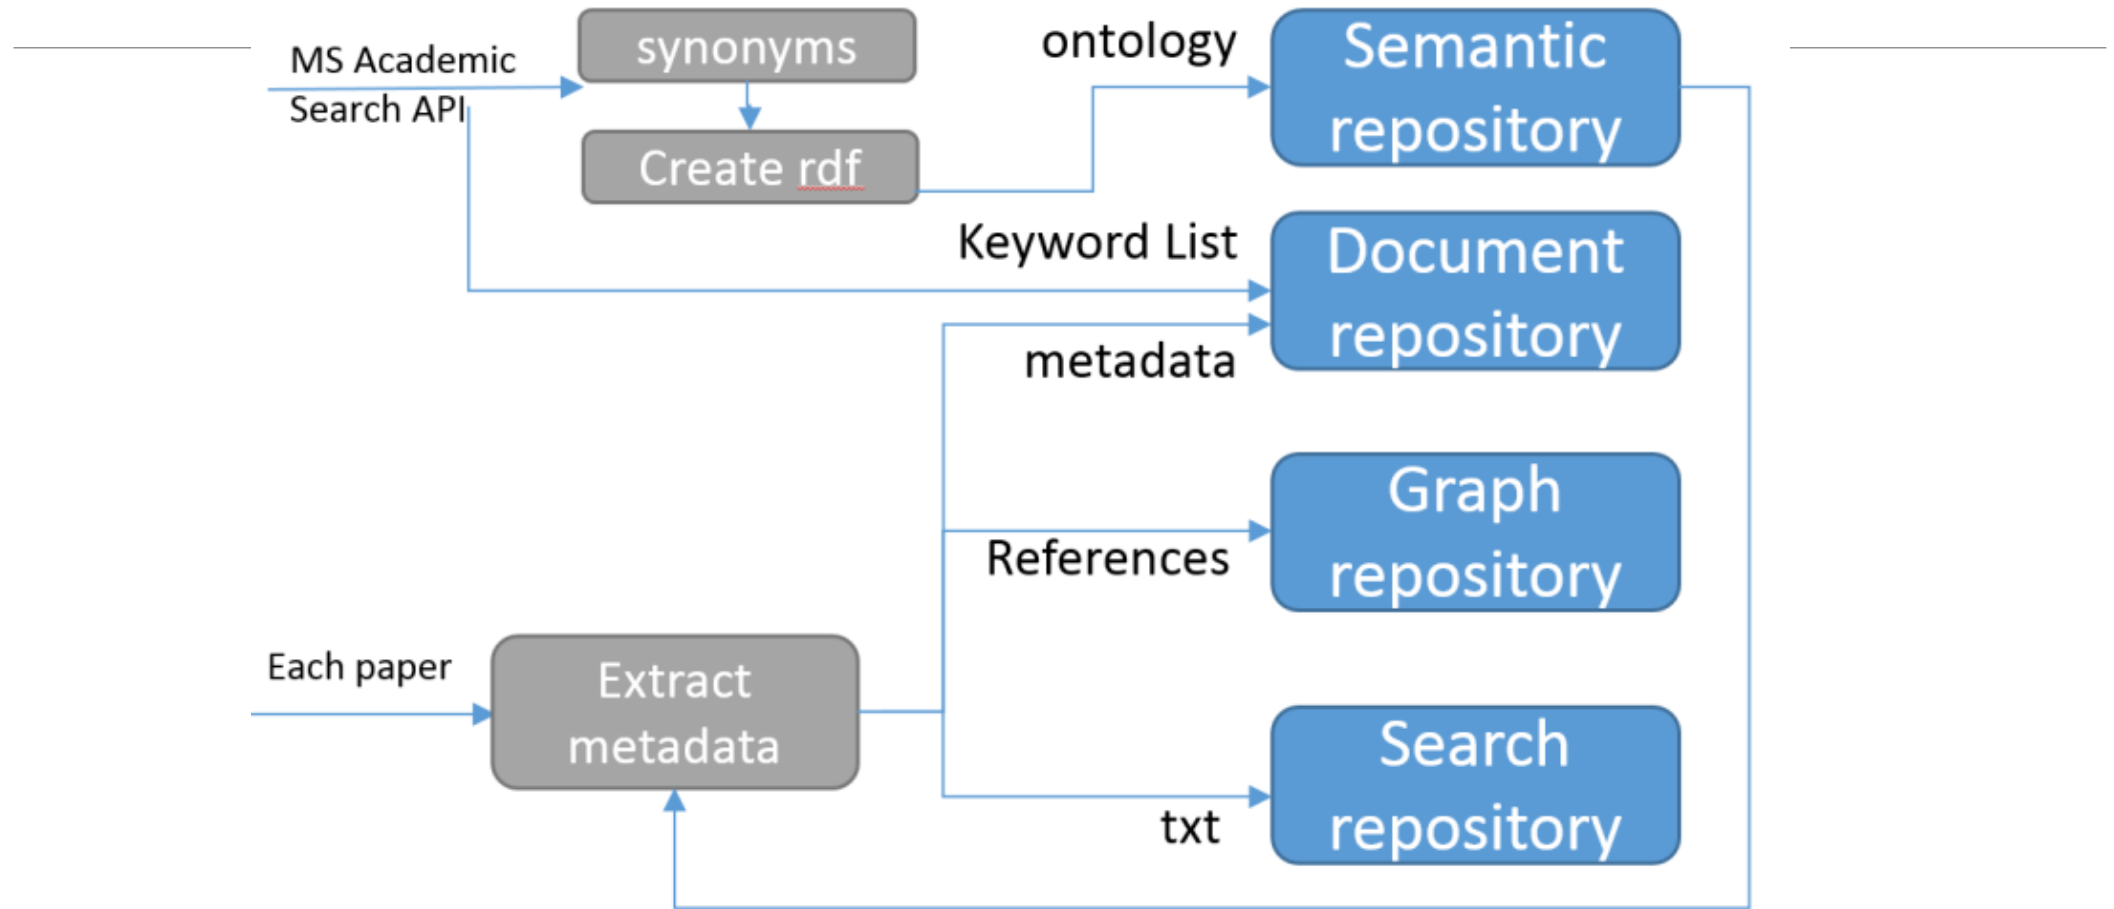 MS Academic
Search API
synonyms
Create rdf
ontology
Semantic
repository
Keyword List
Document
repository
metadata
Graph
repository
References
Each paper
Extract
metadata
Search
repository
txt